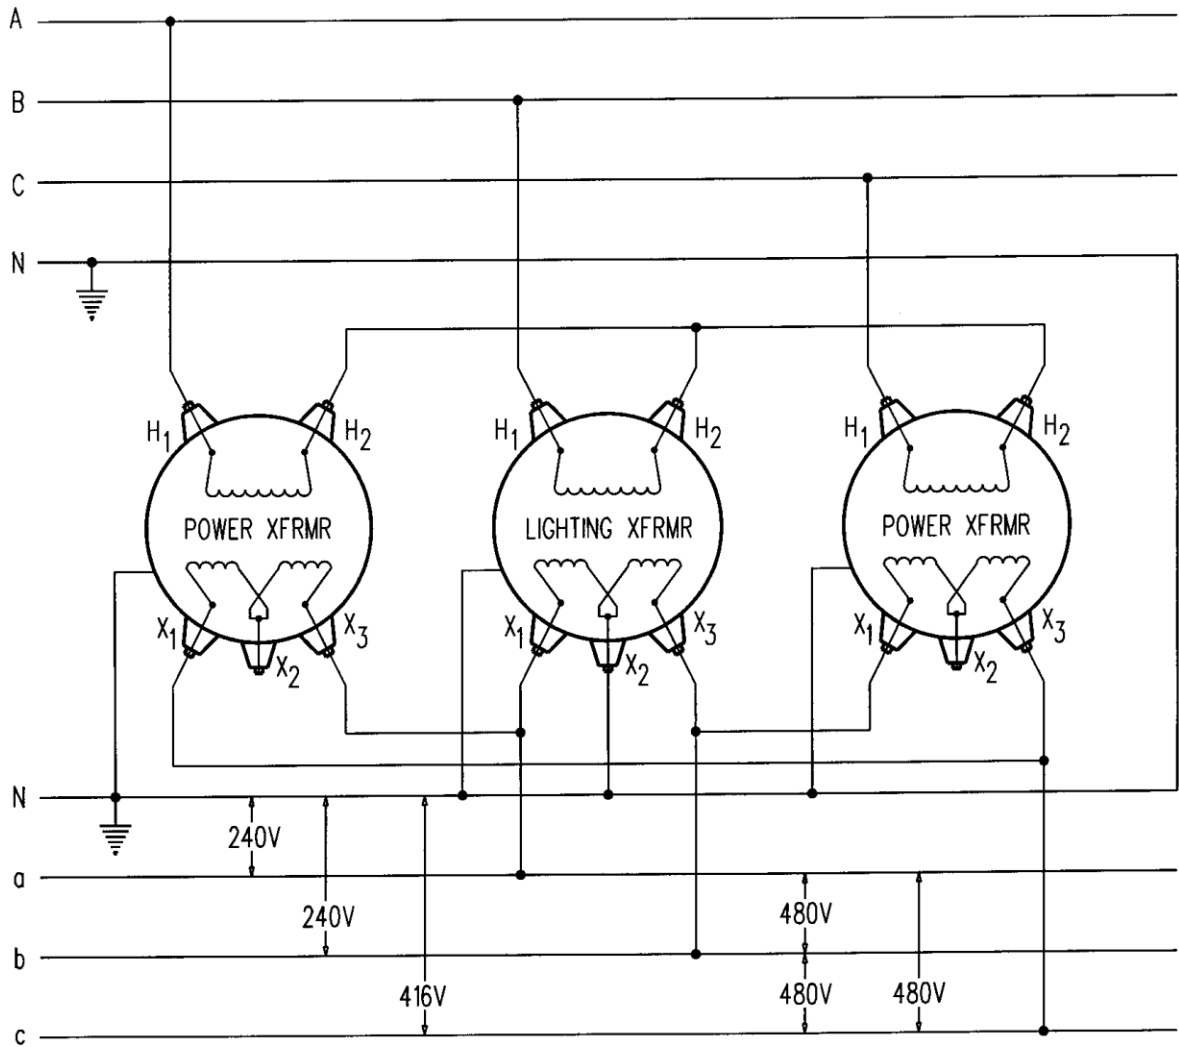 A
B
C
N
H1 H2 H1 H2 H1 H2
POWER XFRMR LIGHTING XFRMR POWER XFRMR
X1 X3 X1 X3 X1 X3
X2 X2 X2
N
240V
a
240V 480V
b
416V 480V 480V
c